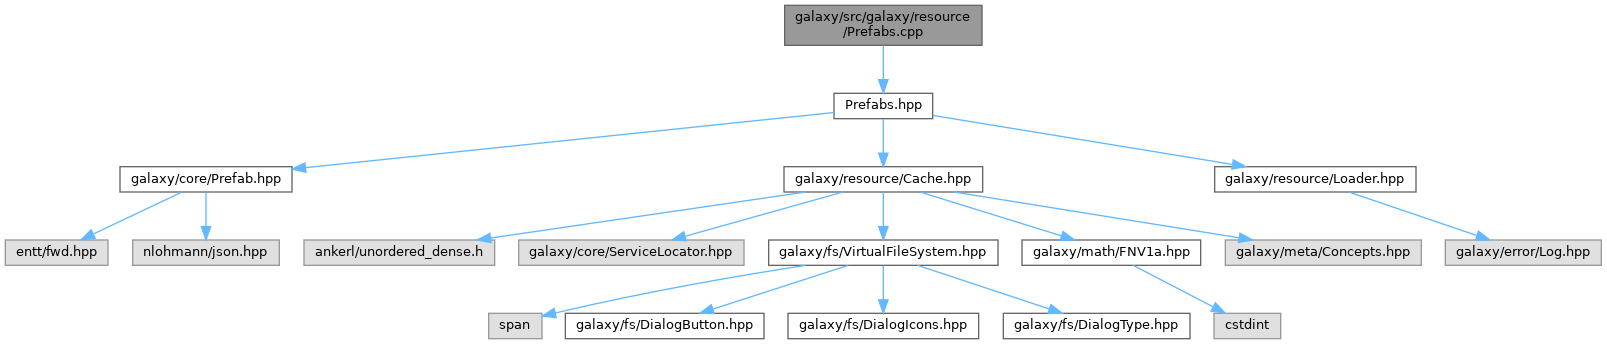 galaxy/src/galaxy/resource
/Prefabs.cpp
Prefabs.hpp
galaxy/core/Prefab.hpp
galaxy/resource/Cache.hpp
galaxy/resource/Loader.hpp
entt/fwd.hpp
nlohmann/json.hpp
ankerl/unordered_dense.h
galaxy/core/ServiceLocator.hpp
galaxy/fs/VirtualFileSystem.hpp
galaxy/math/FNV1a.hpp
galaxy/meta/Concepts.hpp
galaxy/error/Log.hpp
span
galaxy/fs/DialogButton.hpp
galaxy/fs/DialogIcons.hpp
galaxy/fs/DialogType.hpp
cstdint